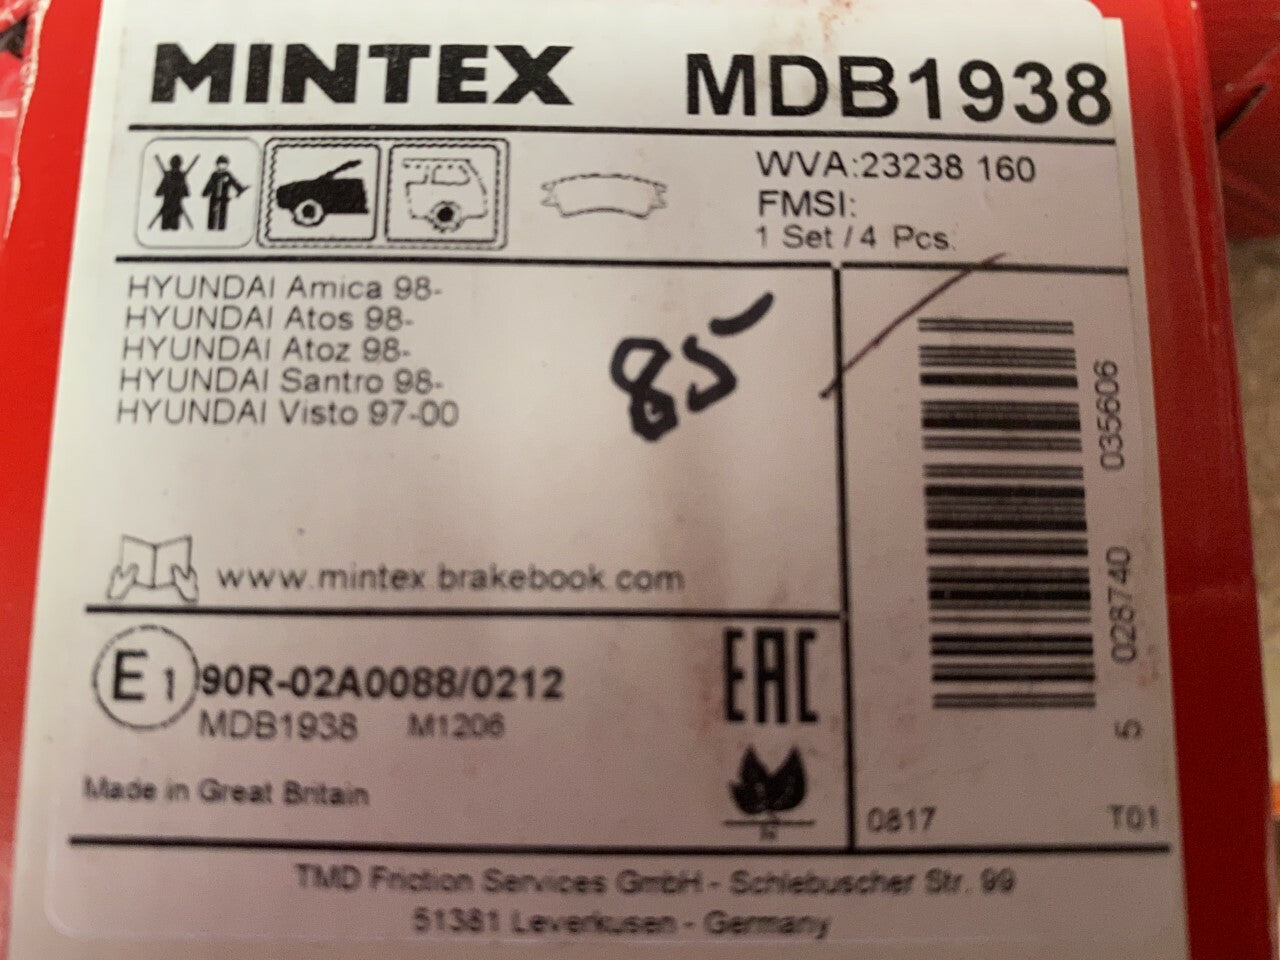 MINTEX MDB1938
WVA:23238 160
FMSI:
1 Set / 4 Pcs.
HYUNDAI Amica 98-
HYUNDAI Atos 98-
HYUNDAI Atoz 98-
HYUNDAI Santro 98-
HYUNDAI Visto 97-00
85
www.mintex.brakebook.com
E1 90R-02A0088/0212
MDB1938 M1206
EAC
Made in Great Britain
5 028740 035606
0817 T01
TMD Friction Services GmbH - Schlebuscher Str. 99
51381 Leverkusen - Germany